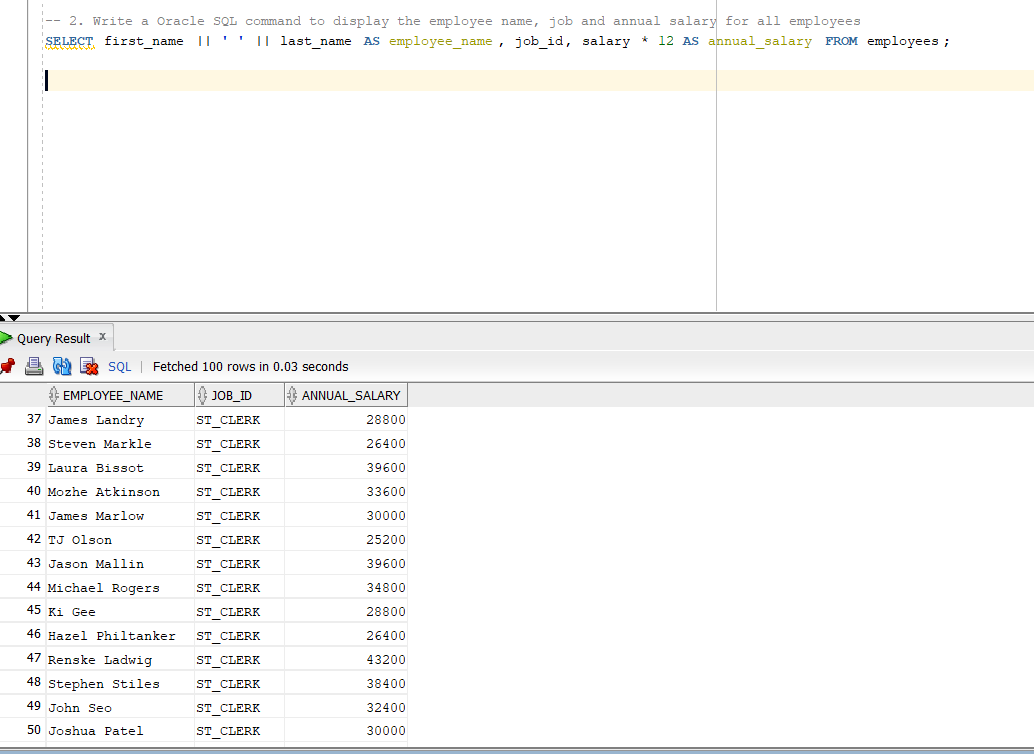 -- 2. Write a Oracle SQL command to display the employee name, job and annual salary for all employees
SELECT first_name || ' ' || last_name AS employee_name, job_id, salary * 12 AS annual_salary FROM employees;
Query Result x
SQL | Fetched 100 rows in 0.03 seconds
EMPLOYEE_NAME JOB_ID ANNUAL_SALARY
37 James Landry ST_CLERK 28800
38 Steven Markle ST_CLERK 26400
39 Laura Bissot ST_CLERK 39600
40 Mozhe Atkinson ST_CLERK 33600
41 James Marlow ST_CLERK 30000
42 TJ Olson ST_CLERK 25200
43 Jason Mallin ST_CLERK 39600
44 Michael Rogers ST_CLERK 34800
45 Ki Gee ST_CLERK 28800
46 Hazel Philtanker ST_CLERK 26400
47 Renske Ladwig ST_CLERK 43200
48 Stephen Stiles ST_CLERK 38400
49 John Seo ST_CLERK 32400
50 Joshua Patel ST_CLERK 30000